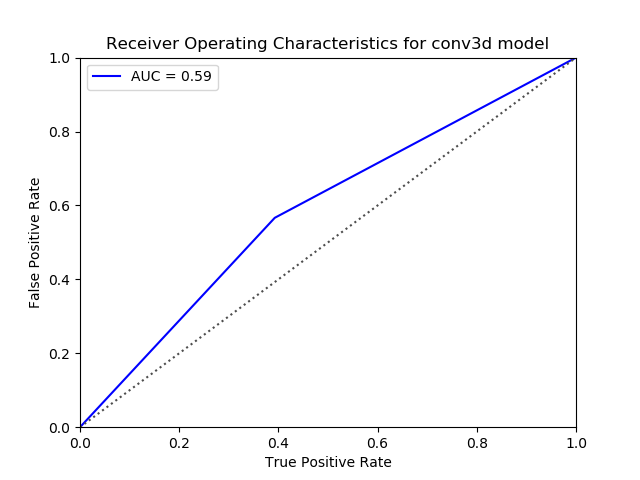 Receiver Operating Characteristics for conv3d model
1.0
AUC = 0.59
0.8
0.6
False Positive Rate
0.4
0.2
0.0
0.0 0.2 0.4 0.6 0.8 1.0
True Positive Rate